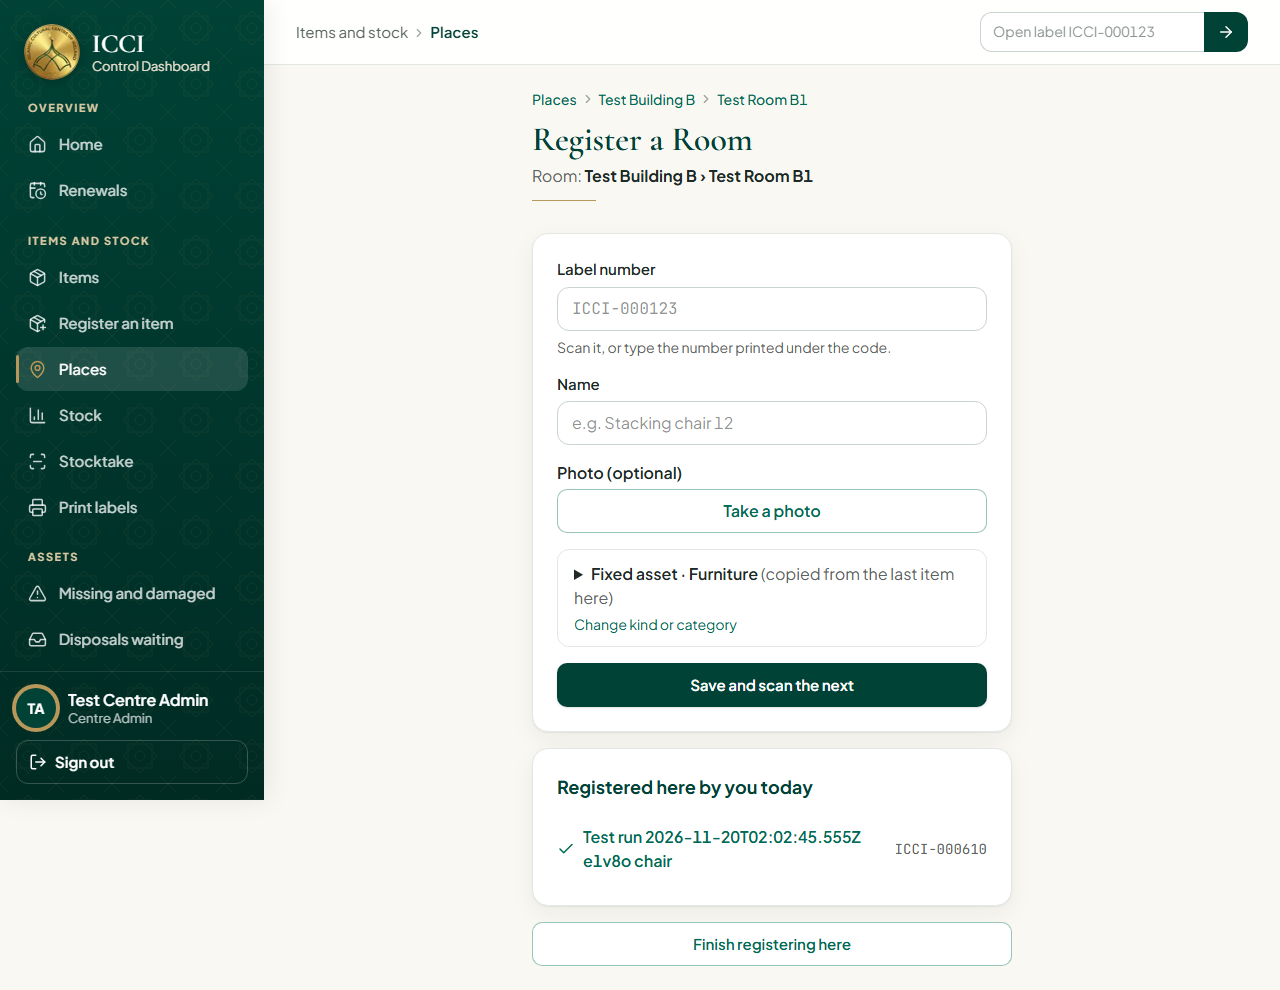 ICCI
Control Dashboard
OVERVIEW
Home
Renewals
ITEMS AND STOCK
Items
Register an item
Places
Stock
Stocktake
Print labels
ASSETS
Missing and damaged
Disposals waiting
TA
Test Centre Admin
Centre Admin
Sign out
Items and stock › Places
Open label ICCI-000123
Places › Test Building B › Test Room B1
Register a Room
Room: Test Building B › Test Room B1
Label number
ICCI-000123
Scan it, or type the number printed under the code.
Name
e.g. Stacking chair 12
Photo (optional)
Take a photo
Fixed asset · Furniture (copied from the last item
here)
Change kind or category
Save and scan the next
Registered here by you today
Test run 2026-11-20T02:02:45.555Z
e1v8o chair
ICCI-000610
Finish registering here